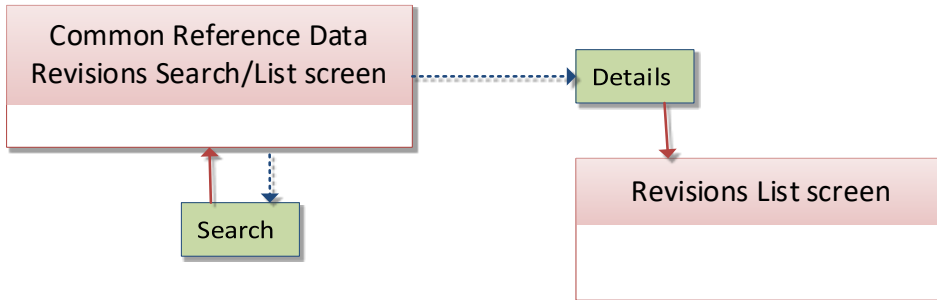 Common Reference Data
Revisions Search/List screen
Details
Revisions List screen
Search